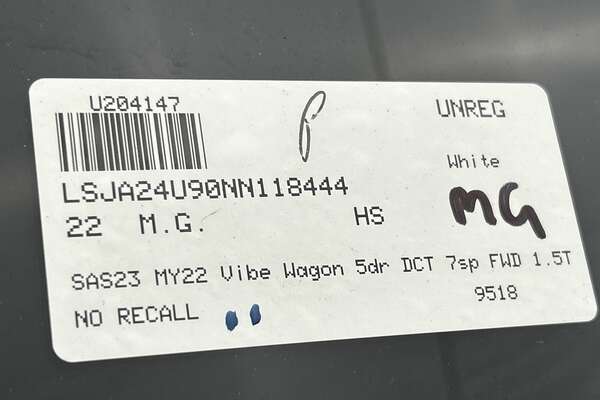 U204147
UNREG
White
LSJA24U90NN118444
MG
22 M.G. HS
SAS23 MY22 Vibe Wagon 5dr DCT 7sp FWD 1.5T
NO RECALL 9518